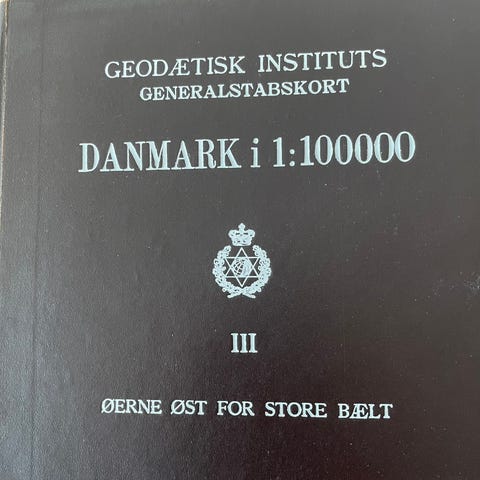 GEODÆTISK INSTITUTS
GENERALSTABSKORT
DANMARK i 1:100000
III
ØERNE ØST FOR STORE BÆLT